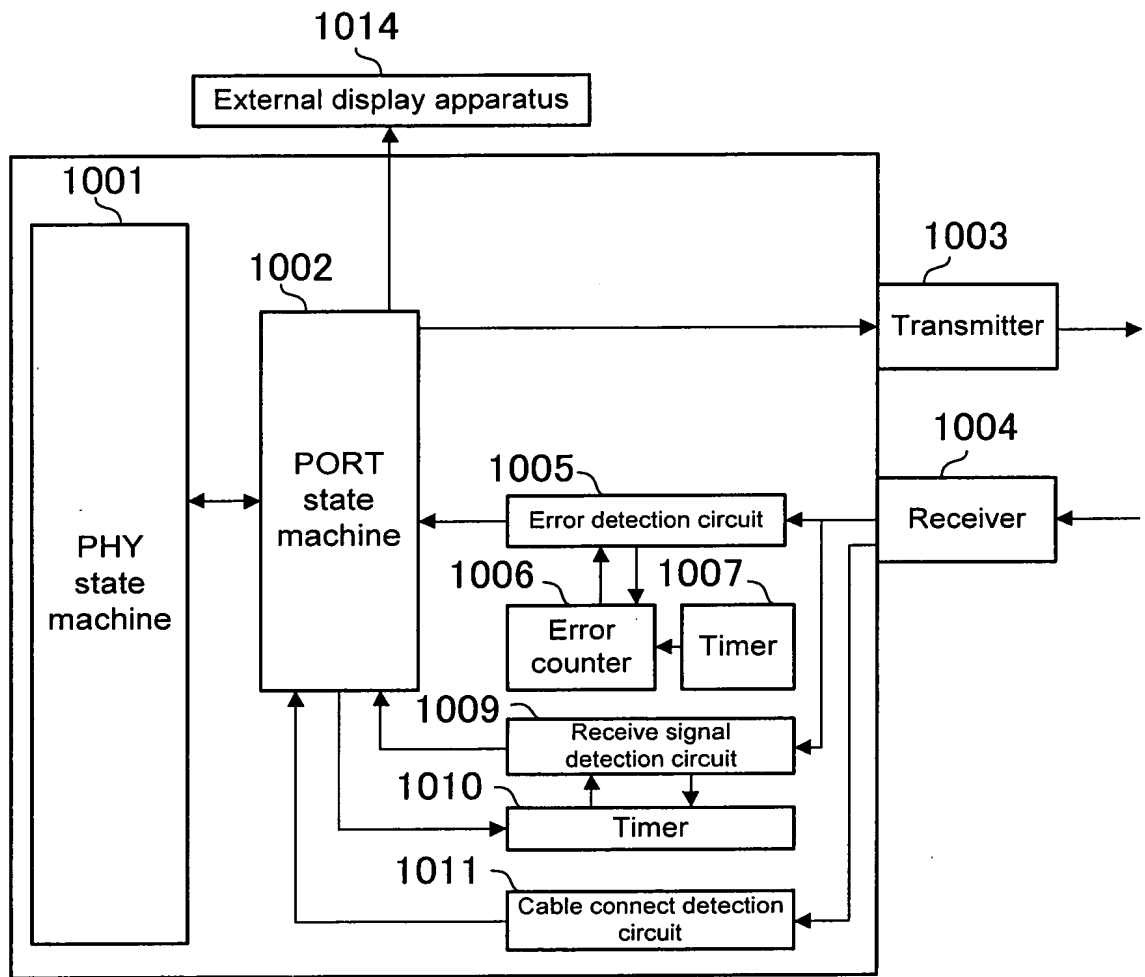 1014
External display apparatus
1001
1002
1003
Transmitter
1004
PORT
state
machine
1005
Error detection circuit
Receiver
PHY
state
machine
1006
1007
Error
counter
Timer
1009
Receive signal
detection circuit
1010
Timer
1011
Cable connect detection
circuit